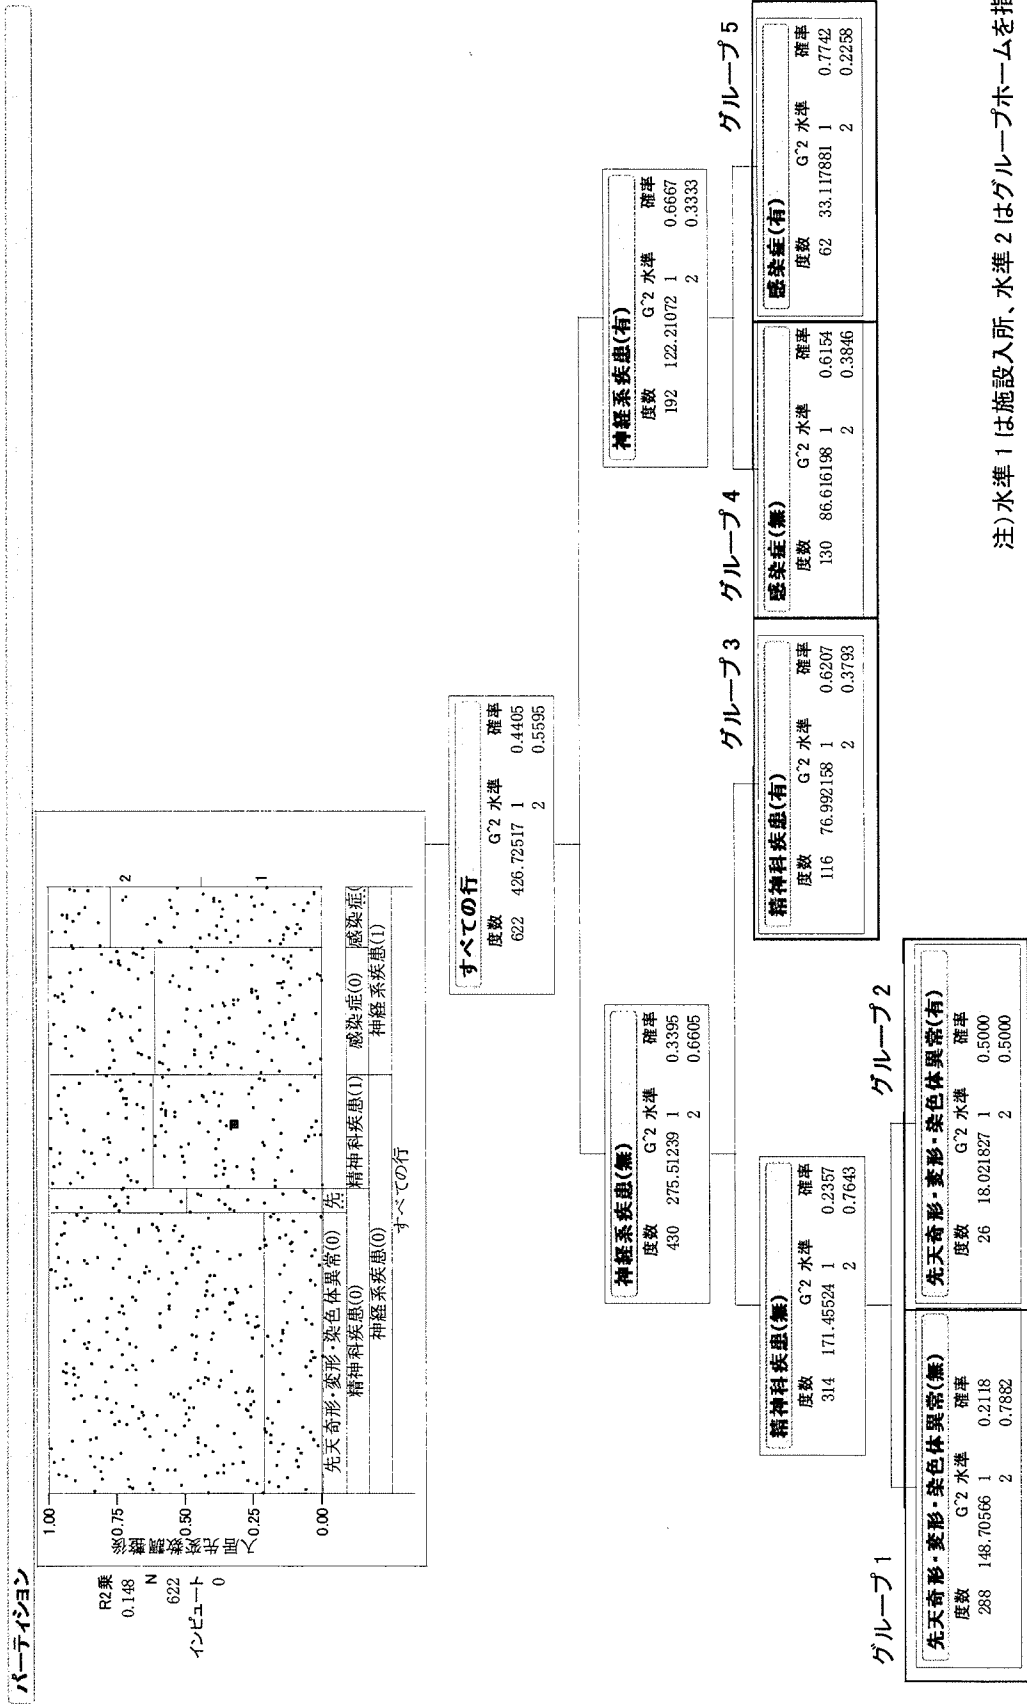 パーティション
R2乗
0.148
N
622
インピュート
0
入居先変数調整後
1.00
0.75
0.50
0.25
0.00
2
1
先天奇形・変形・染色体異常(0) 先 精神科疾患(1) 感染症(0) 感染症(
精神科疾患(0) 神経系疾患(1)
神経系疾患(0)
すべての行
すべての行
度数 G^2 水準 確率
622 426.72517 1 0.4405
2 0.5595
神経系疾患(無)
度数 G^2 水準 確率
430 275.51239 1 0.3395
2 0.6605
神経系疾患(有)
度数 G^2 水準 確率
192 122.21072 1 0.6667
2 0.3333
精神科疾患(無)
度数 G^2 水準 確率
314 171.45524 1 0.2357
2 0.7643
グループ 3
精神科疾患(有)
度数 G^2 水準 確率
116 76.992158 1 0.6207
2 0.3793
グループ 4
感染症(無)
度数 G^2 水準 確率
130 86.616198 1 0.6154
2 0.3846
グループ 5
感染症(有)
度数 G^2 水準 確率
62 33.117881 1 0.7742
2 0.2258
グループ 1
先天奇形・変形・染色体異常(無)
度数 G^2 水準 確率
288 148.70566 1 0.2118
2 0.7882
グループ 2
先天奇形・変形・染色体異常(有)
度数 G^2 水準 確率
26 18.021827 1 0.5000
2 0.5000
注)水準 1 は施設入所、水準 2 はグループホームを指